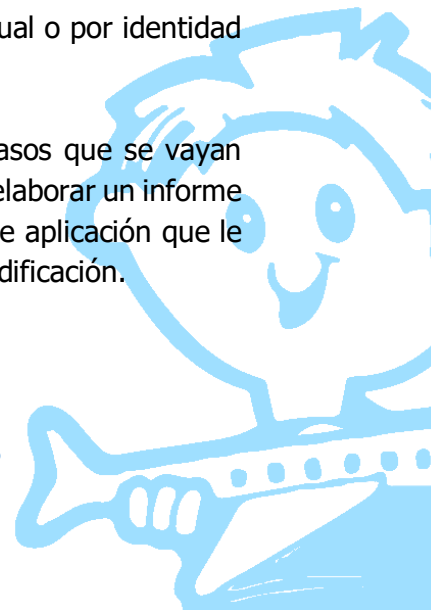 ual o por identidad
asos que se vayan
elaborar un informe
e aplicación que le
dificación.